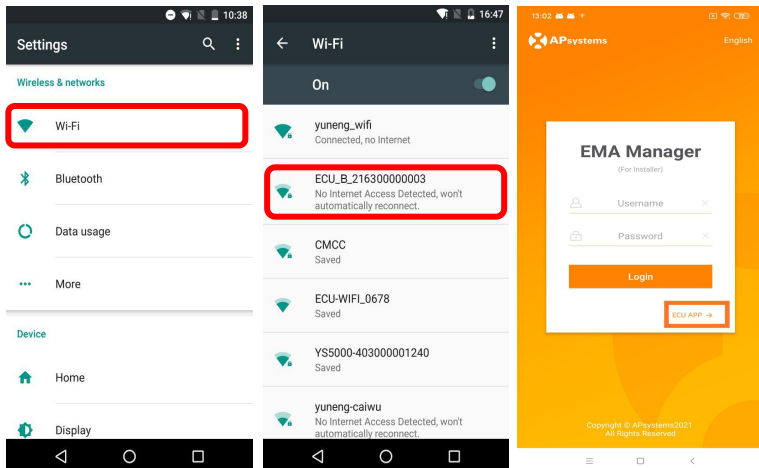 10:38
Settings
Wireless & networks
Wi-Fi
Bluetooth
Data usage
More
Device
Home
Display
16:47
Wi-Fi
On
yuneng_wifi
Connected, no Internet
ECU_B_216300000003
No Internet Access Detected, won't
automatically reconnect.
CMCC
Saved
ECU-WIFI_0678
Saved
YS5000-403000001240
Saved
yuneng-caiwu
No Internet Access Detected, won't
automatically reconnect.
13:02
APsystems
English
EMA Manager
(For Installer)
Username
Password
Login
ECU APP →
Copyright © APsystems2021
All Rights Reserved